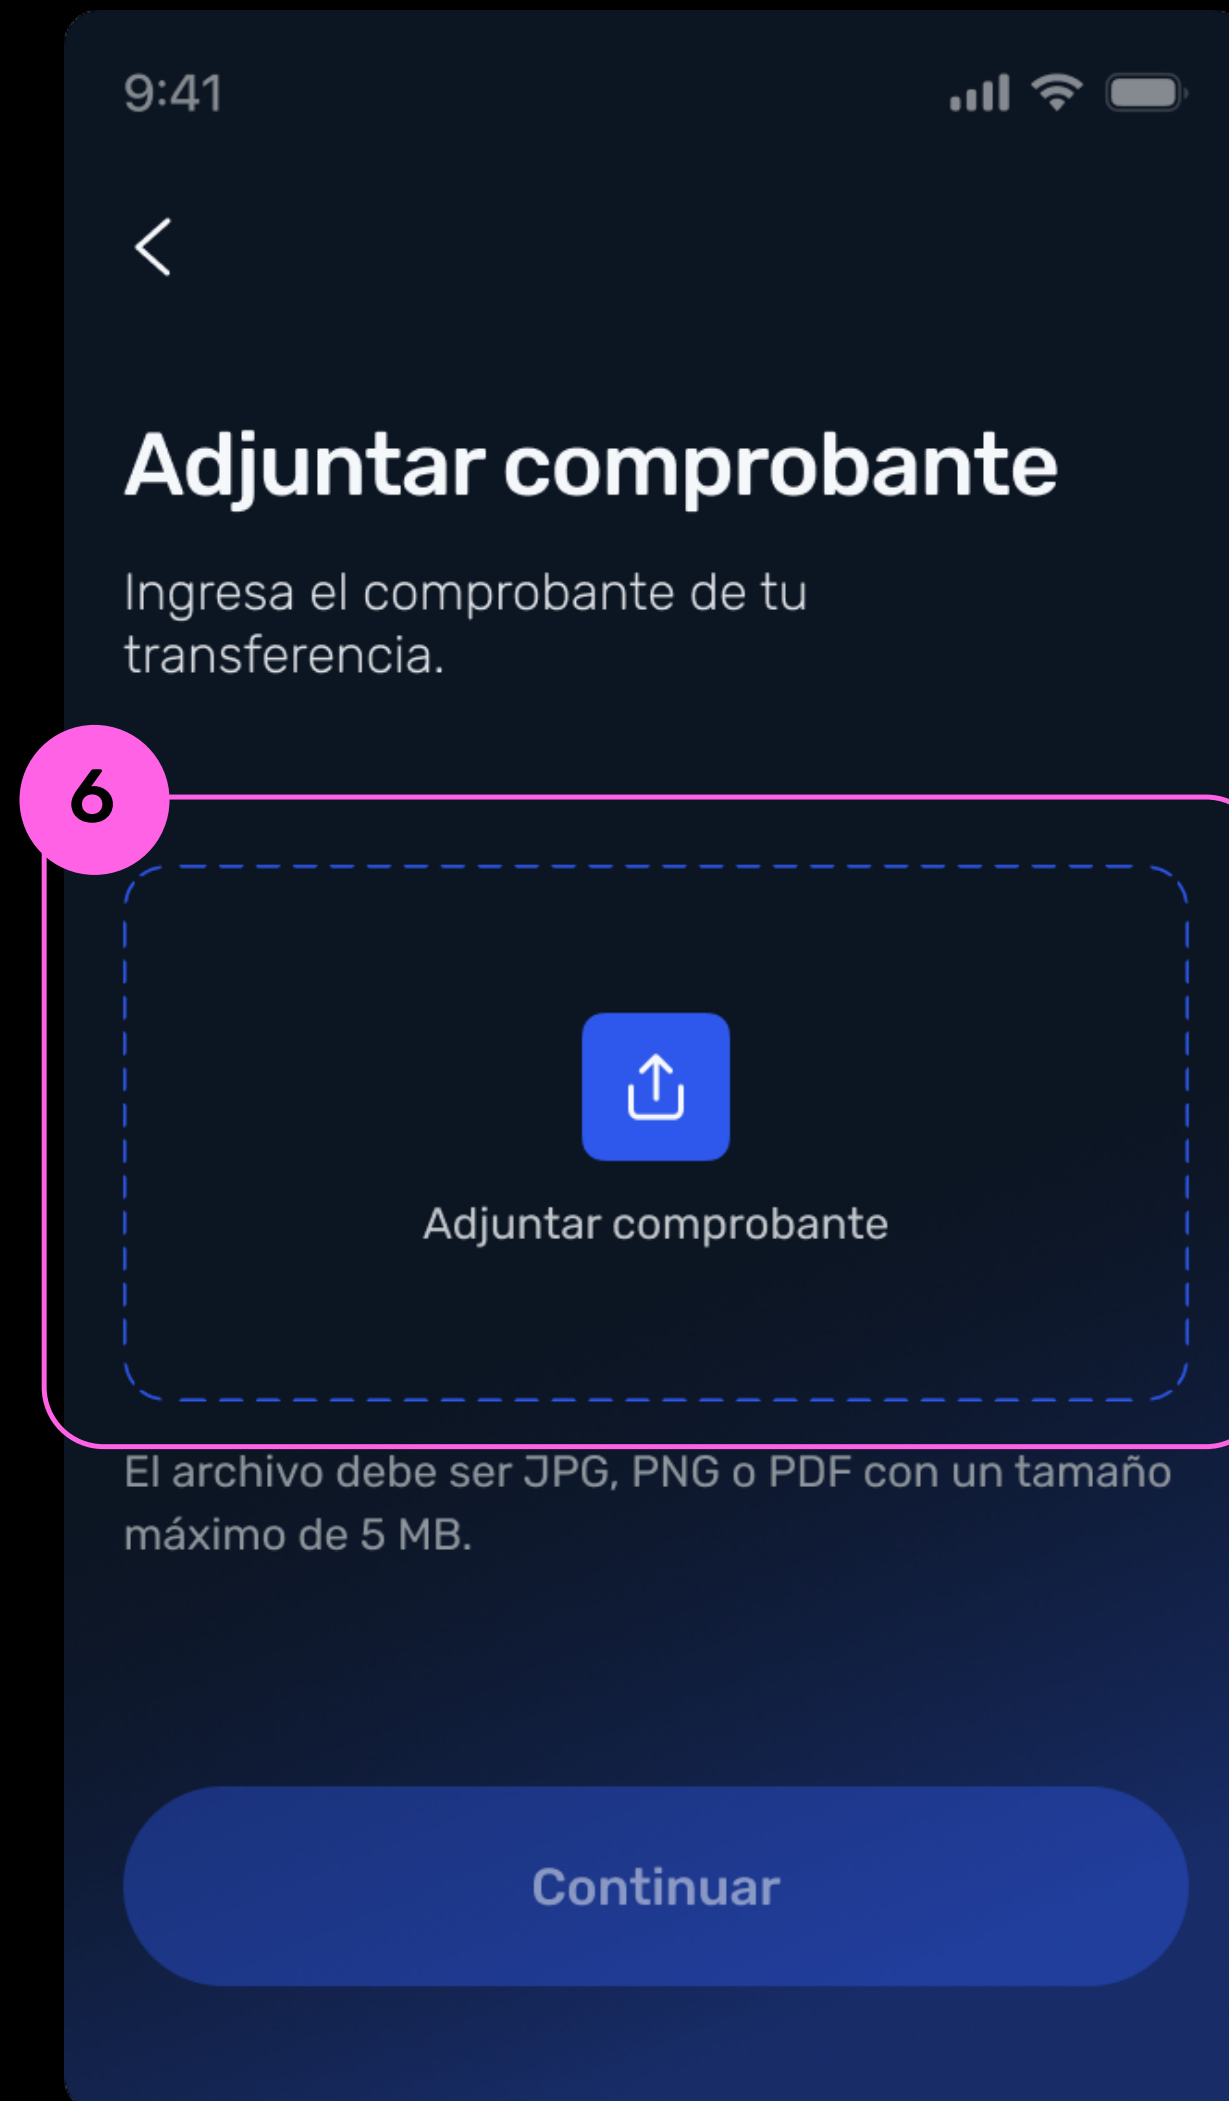 9:41
Adjuntar comprobante
Ingresa el comprobante de tu
transferencia.
6
Adjuntar comprobante
El archivo debe ser JPG, PNG o PDF con un tamaño
máximo de 5 MB.
Continuar